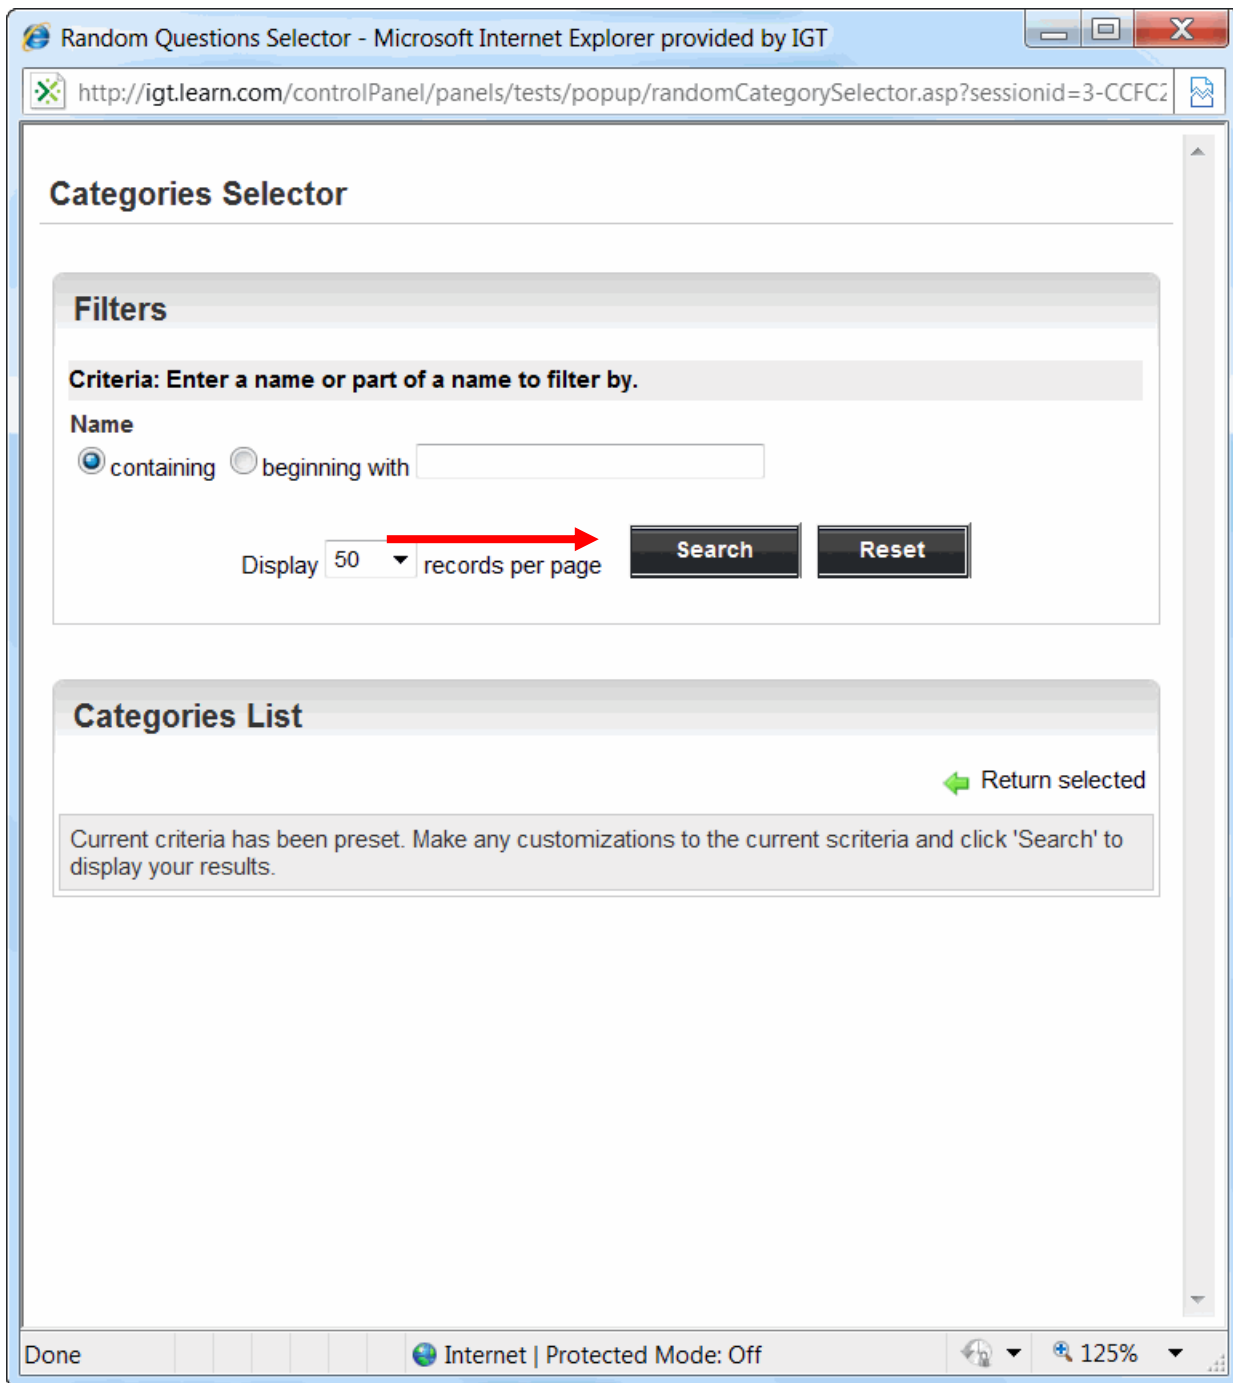 Random Questions Selector - Microsoft Internet Explorer provided by IGT
http://igt.learn.com/controlPanel/panels/tests/popup/randomCategorySelector.asp?sessionid=3-CCFC2
Categories Selector
Filters
Criteria: Enter a name or part of a name to filter by.
Name
containing beginning with
Display 50 records per page Search Reset
Categories List
Return selected
Current criteria has been preset. Make any customizations to the current scriteria and click 'Search' to
display your results.
Done Internet | Protected Mode: Off 125%